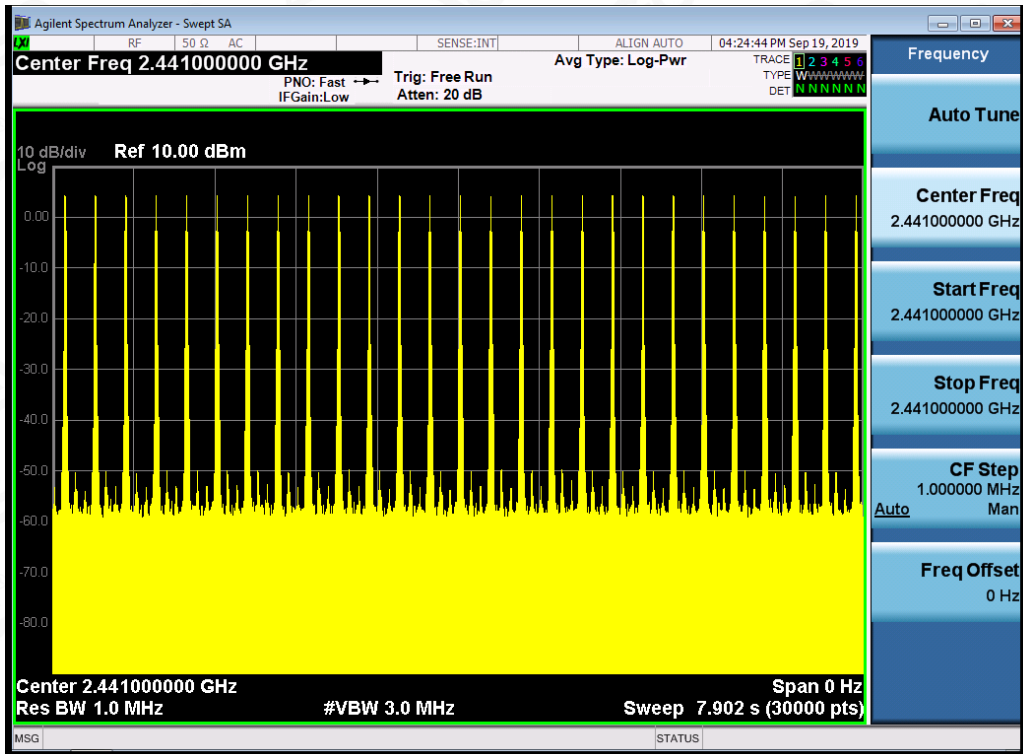 Agilent Spectrum Analyzer - Swept SA
LXI RF 50 Ω AC SENSE:INT ALIGN AUTO 04:24:44 PM Sep 19, 2019
Center Freq 2.441000000 GHz
PNO: Fast
IFGain:Low
Trig: Free Run
Atten: 20 dB
Avg Type: Log-Pwr
TRACE 1 2 3 4 5 6
TYPE WWWWWW
DET N N N N N N
10 dB/div Ref 10.00 dBm
Log
0.00
-10.0
-20.0
-30.0
-40.0
-50.0
-60.0
-70.0
-80.0
Center 2.441000000 GHz Span 0 Hz
Res BW 1.0 MHz #VBW 3.0 MHz Sweep 7.902 s (30000 pts)
MSG STATUS
Frequency
Auto Tune
Center Freq
2.441000000 GHz
Start Freq
2.441000000 GHz
Stop Freq
2.441000000 GHz
CF Step
1.000000 MHz
Auto Man
Freq Offset
0 Hz